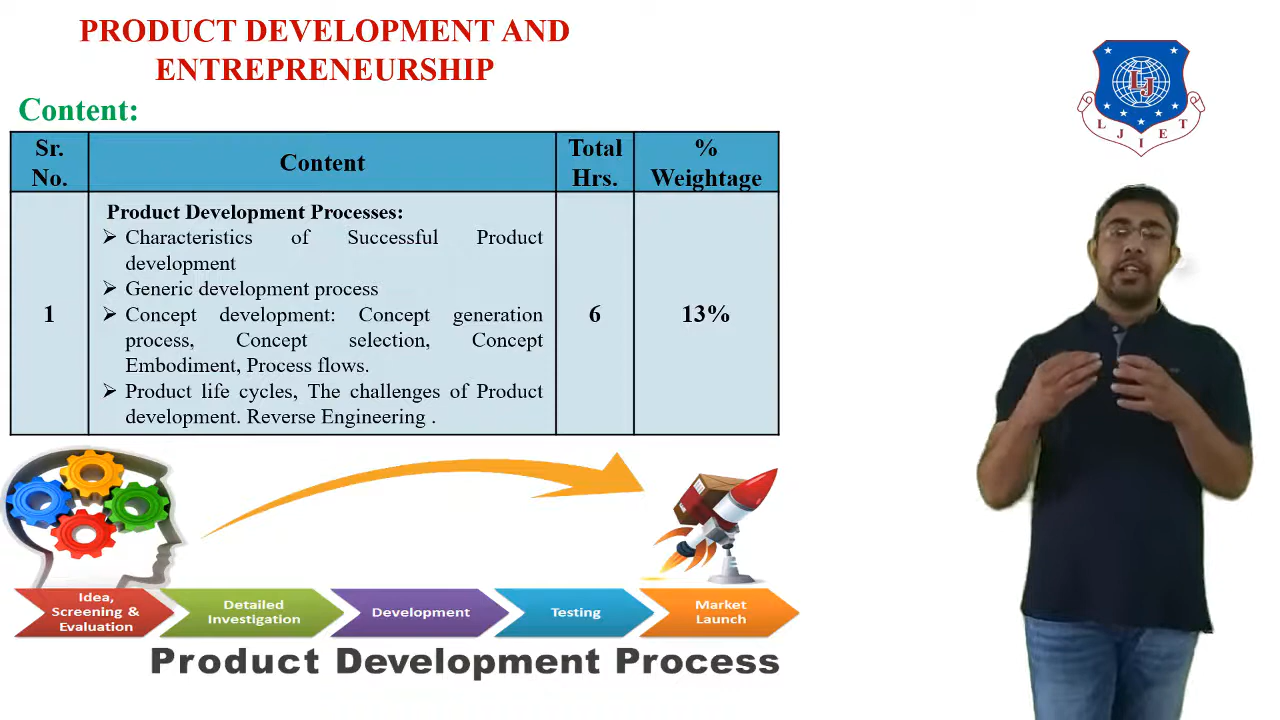 PRODUCT DEVELOPMENT AND
ENTREPRENEURSHIP
Content:
Sr.
No.
Content
Total
Hrs.
%
Weightage
1
Product Development Processes:
➢ Characteristics of Successful Product
development
➢ Generic development process
➢ Concept development: Concept generation
process, Concept selection, Concept
Embodiment, Process flows.
➢ Product life cycles, The challenges of Product
development. Reverse Engineering .
6
13%
Idea,
Screening &
Evaluation
Detailed
Investigation
Development
Testing
Market
Launch
Product Development Process
LJ
L J I E T